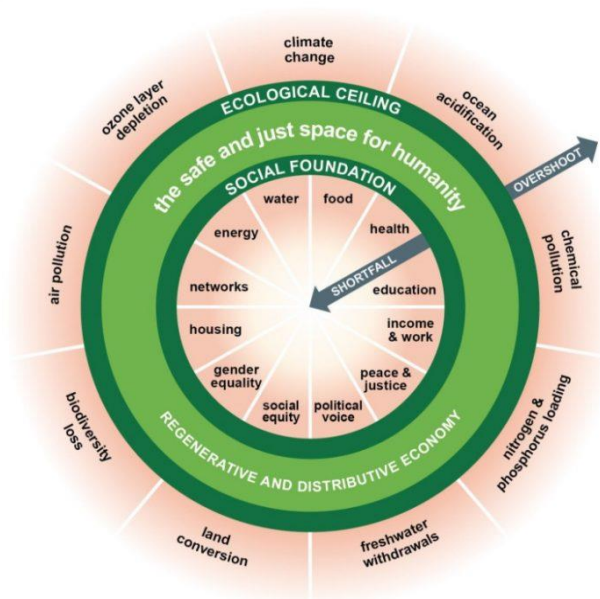 climate
change
ocean
acidification
chemical
pollution
nitrogen &
phosphorus loading
freshwater
withdrawals
land
conversion
biodiversity
loss
air pollution
ozone layer
depletion
OVERSHOOT
ECOLOGICAL CEILING
the safe and just space for humanity
SOCIAL FOUNDATION
water
food
health
SHORTFALL
education
income
& work
peace &
justice
political
voice
social
equity
gender
equality
housing
networks
energy
REGENERATIVE AND DISTRIBUTIVE ECONOMY